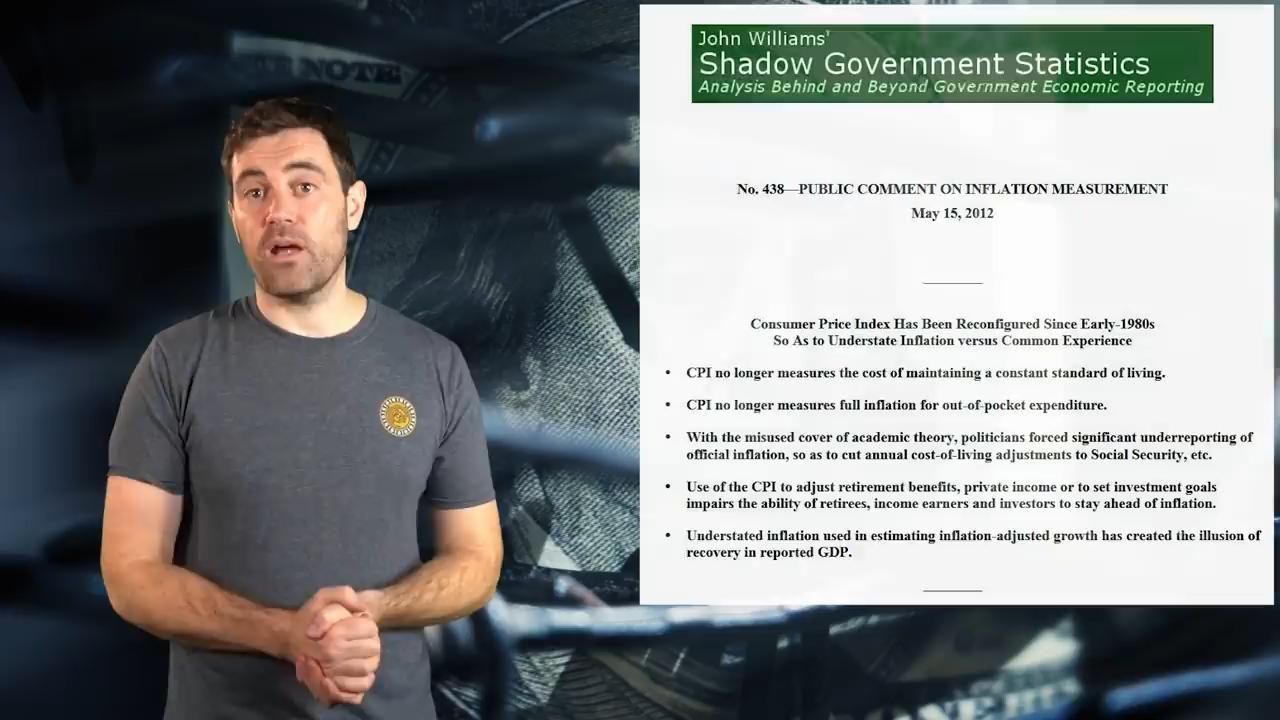 John Williams'
Shadow Government Statistics
Analysis Behind and Beyond Government Economic Reporting
No. 438—PUBLIC COMMENT ON INFLATION MEASUREMENT
May 15, 2012
Consumer Price Index Has Been Reconfigured Since Early-1980s
So As to Understate Inflation versus Common Experience
• CPI no longer measures the cost of maintaining a constant standard of living.
• CPI no longer measures full inflation for out-of-pocket expenditure.
• With the misused cover of academic theory, politicians forced significant underreporting of
official inflation, so as to cut annual cost-of-living adjustments to Social Security, etc.
• Use of the CPI to adjust retirement benefits, private income or to set investment goals
impairs the ability of retirees, income earners and investors to stay ahead of inflation.
• Understated inflation used in estimating inflation-adjusted growth has created the illusion of
recovery in reported GDP.
NOTE